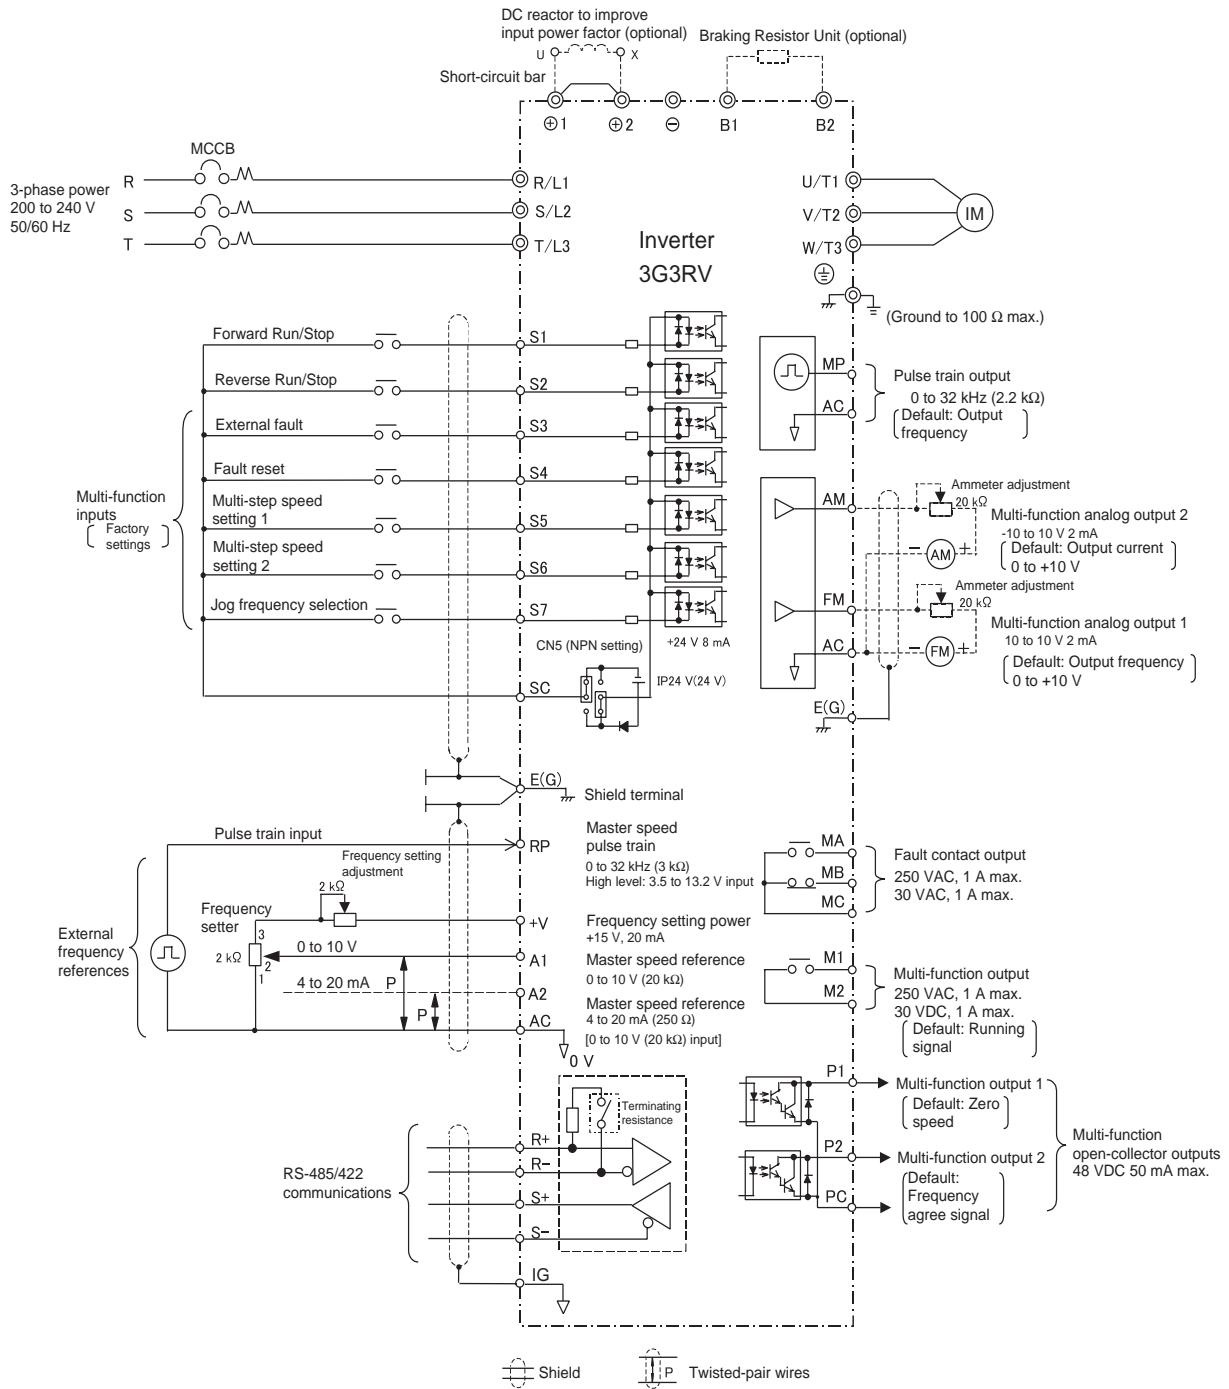 DC reactor to improve
input power factor (optional)
U
X
Braking Resistor Unit (optional)
Short-circuit bar
⊕1
⊕2
⊖
B1
B2
MCCB
3-phase power
200 to 240 V
50/60 Hz
R
S
T
R/L1
S/L2
T/L3
Inverter
3G3RV
U/T1
V/T2
W/T3
IM
(Ground to 100 Ω max.)
Forward Run/Stop
S1
Reverse Run/Stop
S2
External fault
S3
Fault reset
S4
Multi-function
inputs
Factory
settings
Multi-step speed
setting 1
S5
Multi-step speed
setting 2
S6
Jog frequency selection
S7
CN5 (NPN setting)
+24 V 8 mA
IP24 V(24 V)
SC
MP
AC
Pulse train output
0 to 32 kHz (2.2 kΩ)
Default: Output
frequency
AM
Ammeter adjustment
20 kΩ
Multi-function analog output 2
-10 to 10 V 2 mA
Default: Output current
0 to +10 V
− AM +
FM
Ammeter adjustment
20 kΩ
Multi-function analog output 1
10 to 10 V 2 mA
Default: Output frequency
0 to +10 V
AC
− FM +
E(G)
E(G)
Shield terminal
Pulse train input
RP
Master speed
pulse train
0 to 32 kHz (3 kΩ)
High level: 3.5 to 13.2 V input
Frequency setting
adjustment
2 kΩ
External
frequency
references
Frequency
setter
3
2 kΩ
2
1
+V
Frequency setting power
+15 V, 20 mA
0 to 10 V
A1
Master speed reference
0 to 10 V (20 kΩ)
4 to 20 mA
P
P
A2
Master speed reference
4 to 20 mA (250 Ω)
[0 to 10 V (20 kΩ) input]
AC
0 V
MA
MB
MC
Fault contact output
250 VAC, 1 A max.
30 VAC, 1 A max.
M1
M2
Multi-function output
250 VAC, 1 A max.
30 VDC, 1 A max.
Default: Running
signal
P1
Multi-function output 1
Default: Zero
speed
P2
Multi-function output 2
Default:
Frequency
agree signal
PC
Multi-function
open-collector outputs
48 VDC 50 mA max.
Terminating
resistance
RS-485/422
communications
R+
R−
S+
S−
IG
Shield
P
Twisted-pair wires